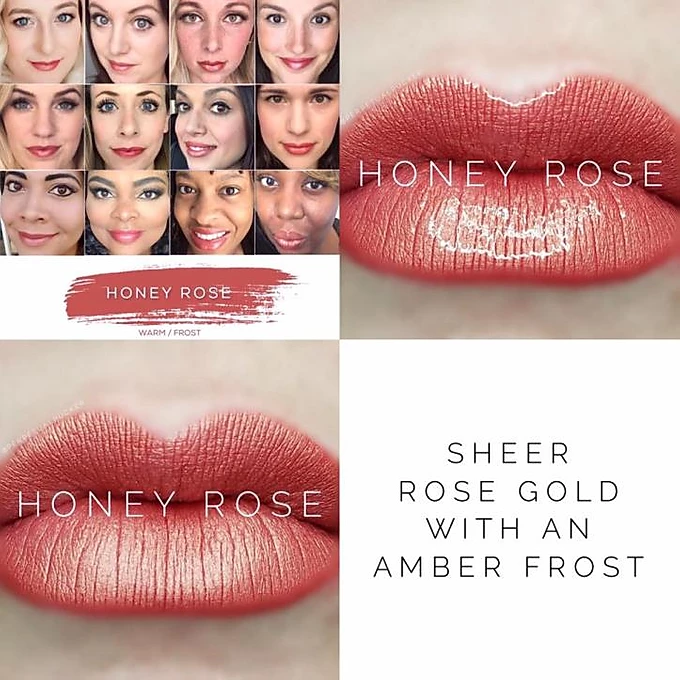 HONEY ROSE
WARM / FROST
HONEY ROSE
HONEY ROSE
SHEER
ROSE GOLD
WITH AN
AMBER FROST